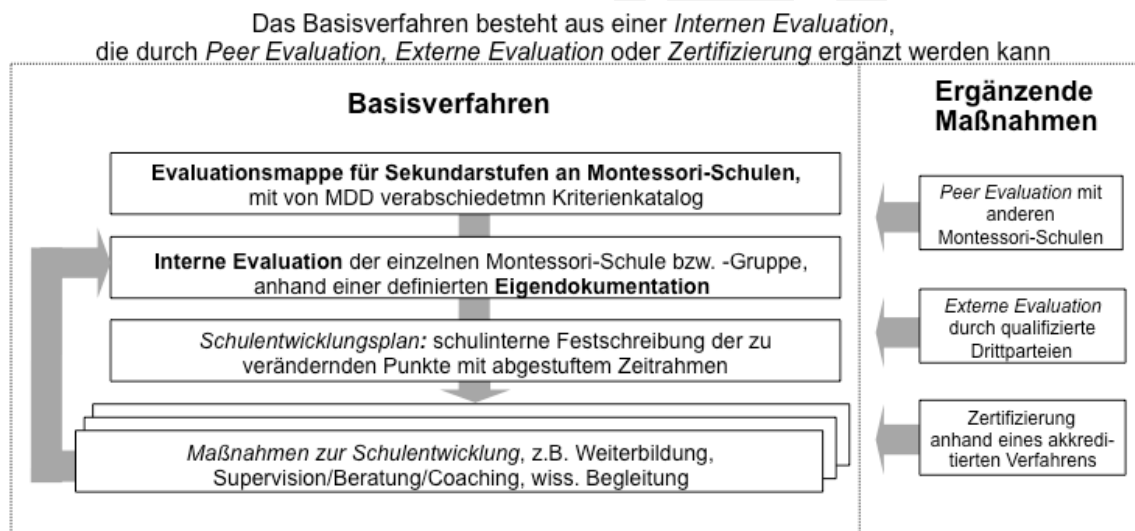 Das Basisverfahren besteht aus einer Internen Evaluation,
die durch Peer Evaluation, Externe Evaluation oder Zertifizierung ergänzt werden kann
Basisverfahren
Evaluationsmappe für Sekundarstufen an Montessori-Schulen,
mit von MDD verabschiedetmn Kriterienkatalog
Interne Evaluation der einzelnen Montessori-Schule bzw. -Gruppe,
anhand einer definierten Eigendokumentation
Schulentwicklungsplan: schulinterne Festschreibung der zu
verändernden Punkte mit abgestuftem Zeitrahmen
Maßnahmen zur Schulentwicklung, z.B. Weiterbildung,
Supervision/Beratung/Coaching, wiss. Begleitung
Ergänzende
Maßnahmen
Peer Evaluation mit
anderen
Montessori-Schulen
Externe Evaluation
durch qualifizierte
Drittparteien
Zertifizierung
anhand eines akkredi-
tierten Verfahrens